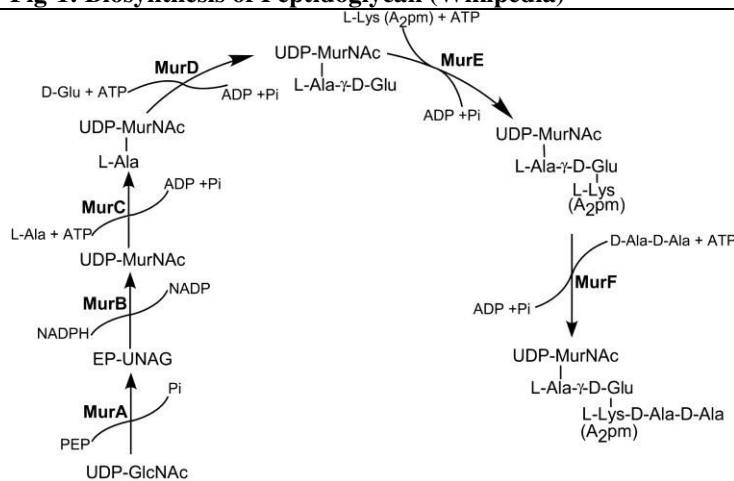 Fig 1. Biosynthesis of Peptidoglycan (Wikipedia)
L-Lys (A2pm) + ATP
UDP-MurNAc
L-Ala-γ-D-Glu
MurE
ADP +Pi
MurD
D-Glu + ATP
ADP +Pi
UDP-MurNAc
L-Ala
UDP-MurNAc
L-Ala-γ-D-Glu
L-Lys
(A2pm)
MurC
ADP +Pi
L-Ala + ATP
UDP-MurNAc
D-Ala-D-Ala + ATP
MurF
ADP +Pi
MurB
NADP
NADPH
EP-UNAG
UDP-MurNAc
L-Ala-γ-D-Glu
L-Lys-D-Ala-D-Ala
(A2pm)
MurA
Pi
PEP
UDP-GlcNAc